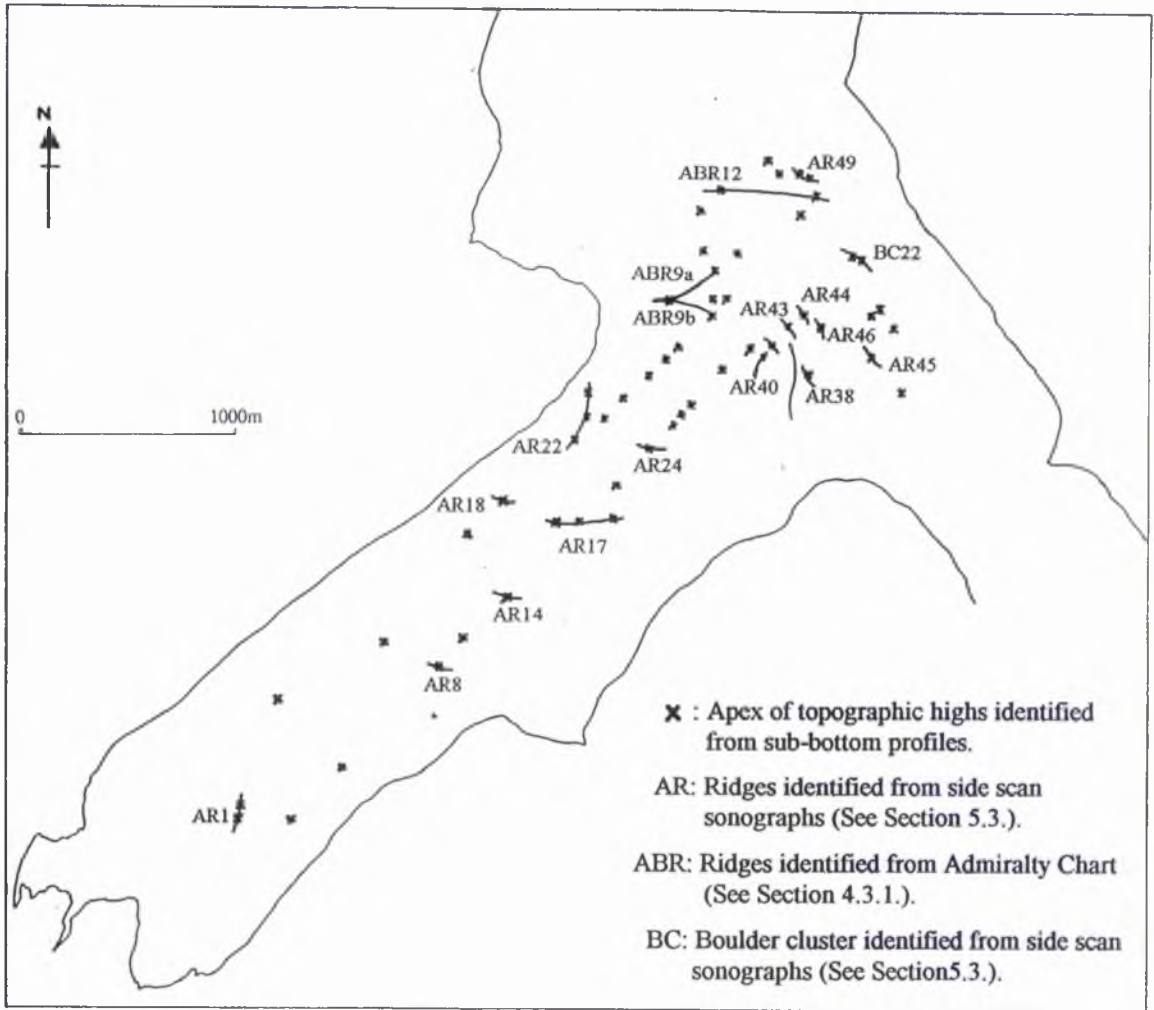 N
AR49
ABR12
BC22
ABR9a
AR44
AR43
ABR9b
AR46
AR45
AR40
AR38
0 1000m
AR22
AR24
AR18
AR17
AR14
AR8
AR1
x : Apex of topographic highs identified
from sub-bottom profiles.
AR: Ridges identified from side scan
sonographs (See Section 5.3.).
ABR: Ridges identified from Admiralty Chart
(See Section 4.3.1.).
BC: Boulder cluster identified from side scan
sonographs (See Section5.3.).